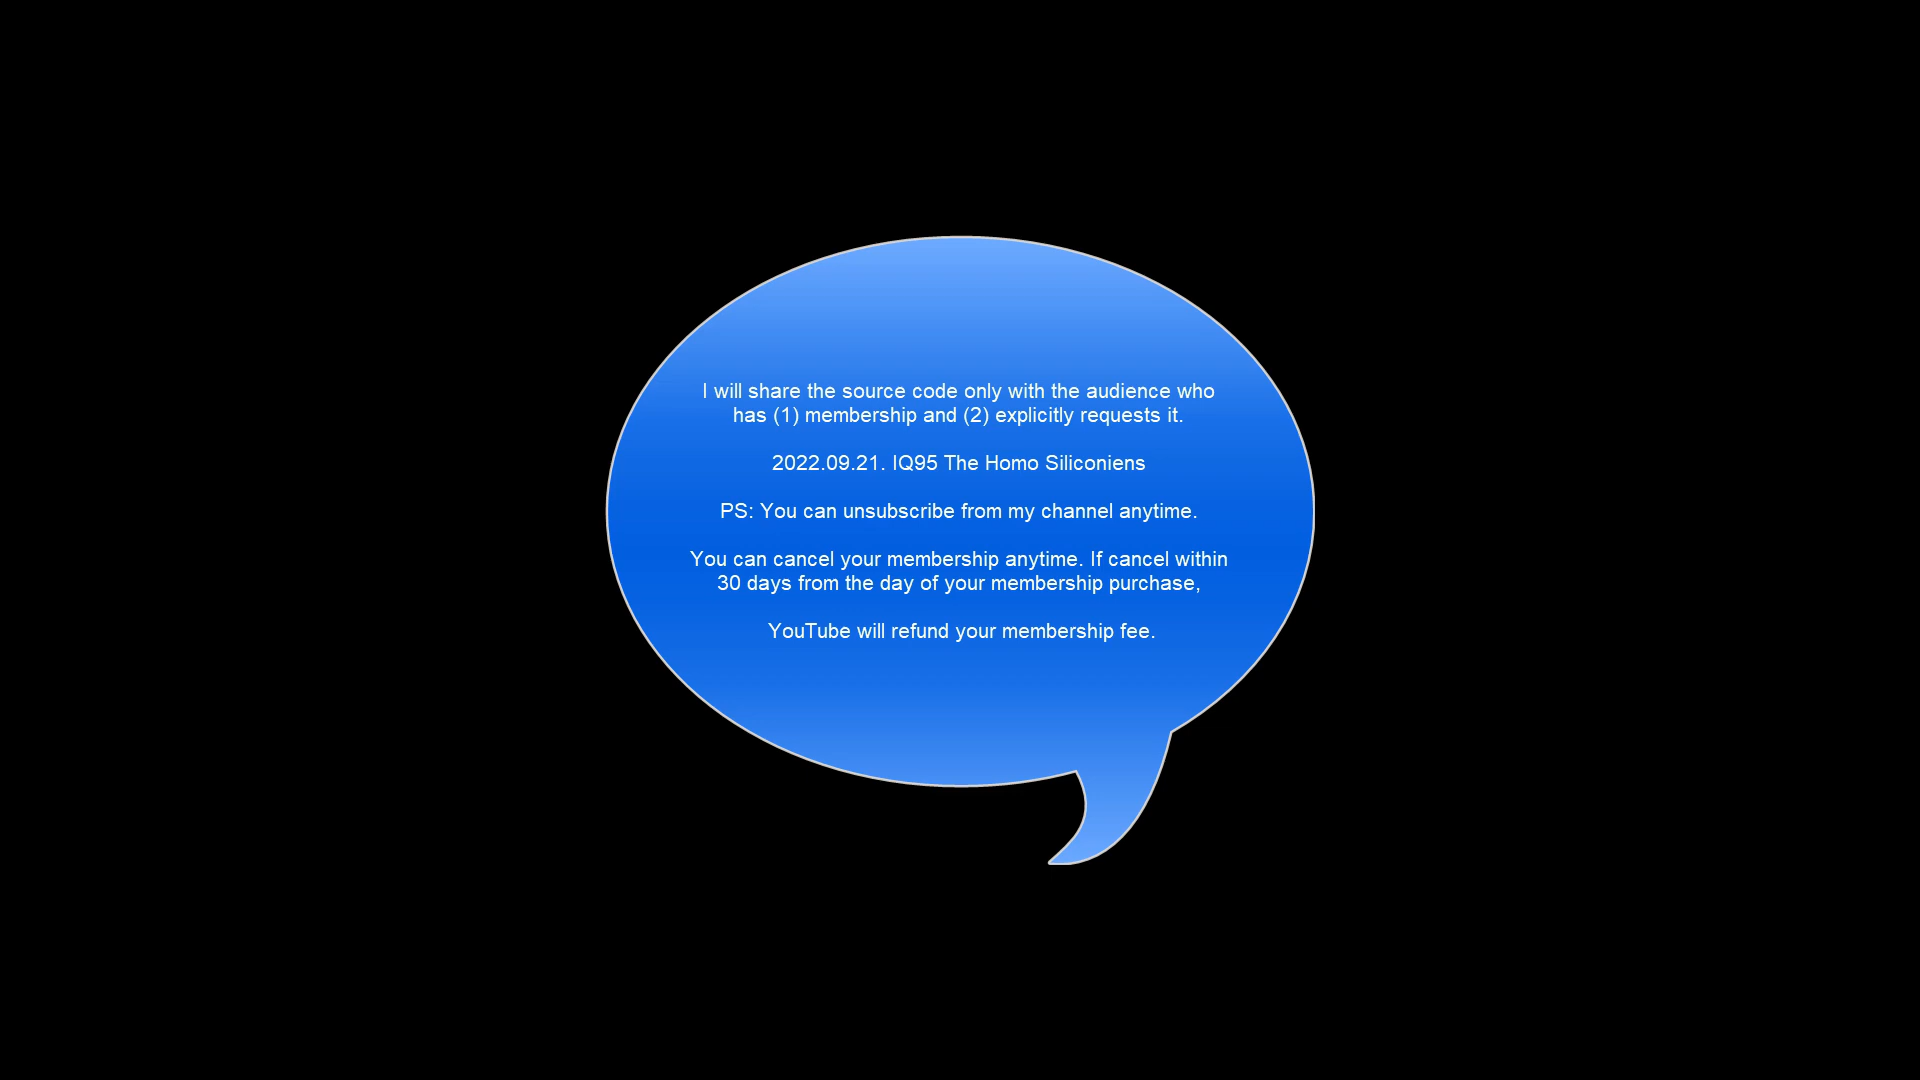 I will share the source code only with the audience who
has (1) membership and (2) explicitly requests it.
2022.09.21. IQ95 The Homo Siliconiens
PS: You can unsubscribe from my channel anytime.
You can cancel your membership anytime. If cancel within
30 days from the day of your membership purchase,
YouTube will refund your membership fee.